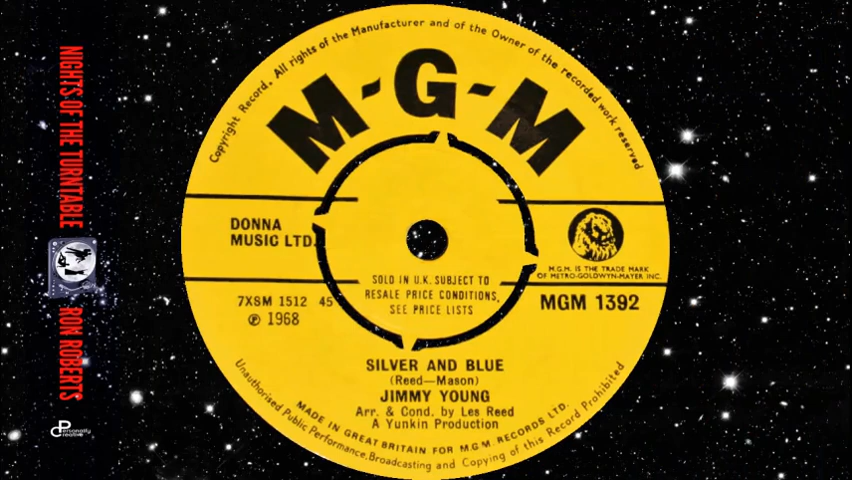 NIGHTS OF THE TURNTABLE
RON ROBERTS
Personally
Creative
Copyright Record. All rights of the Manufacturer and of the Owner of the recorded work reserved
M-G-M
DONNA
MUSIC LTD.
M.G.M. IS THE TRADE MARK
OF METRO-GOLDWYN-MAYER INC.
SOLD IN U.K. SUBJECT TO
RESALE PRICE CONDITIONS,
SEE PRICE LISTS
7XSM 1512 45
℗ 1968
MGM 1392
SILVER AND BLUE
(Reed—Mason)
JIMMY YOUNG
Arr. & Cond. by Les Reed
A Yunkin Production
MADE IN GREAT BRITAIN FOR M.G.M. RECORDS LTD.
Unauthorised Public Performance, Broadcasting and Copying of this Record Prohibited